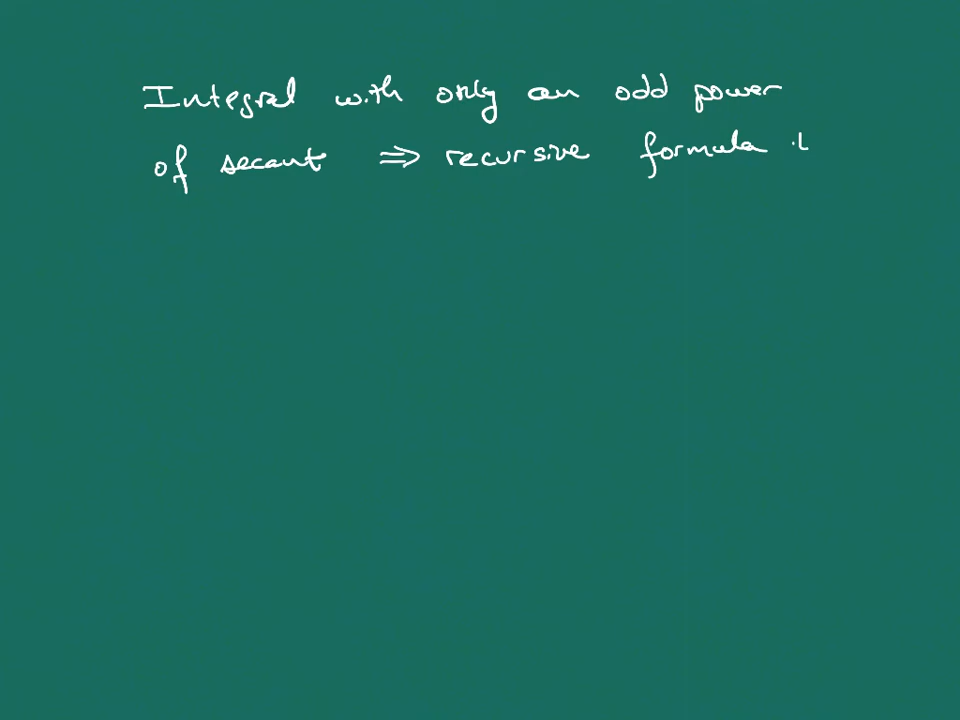 Integral with only an odd power
of secant ⇒ recursive formula